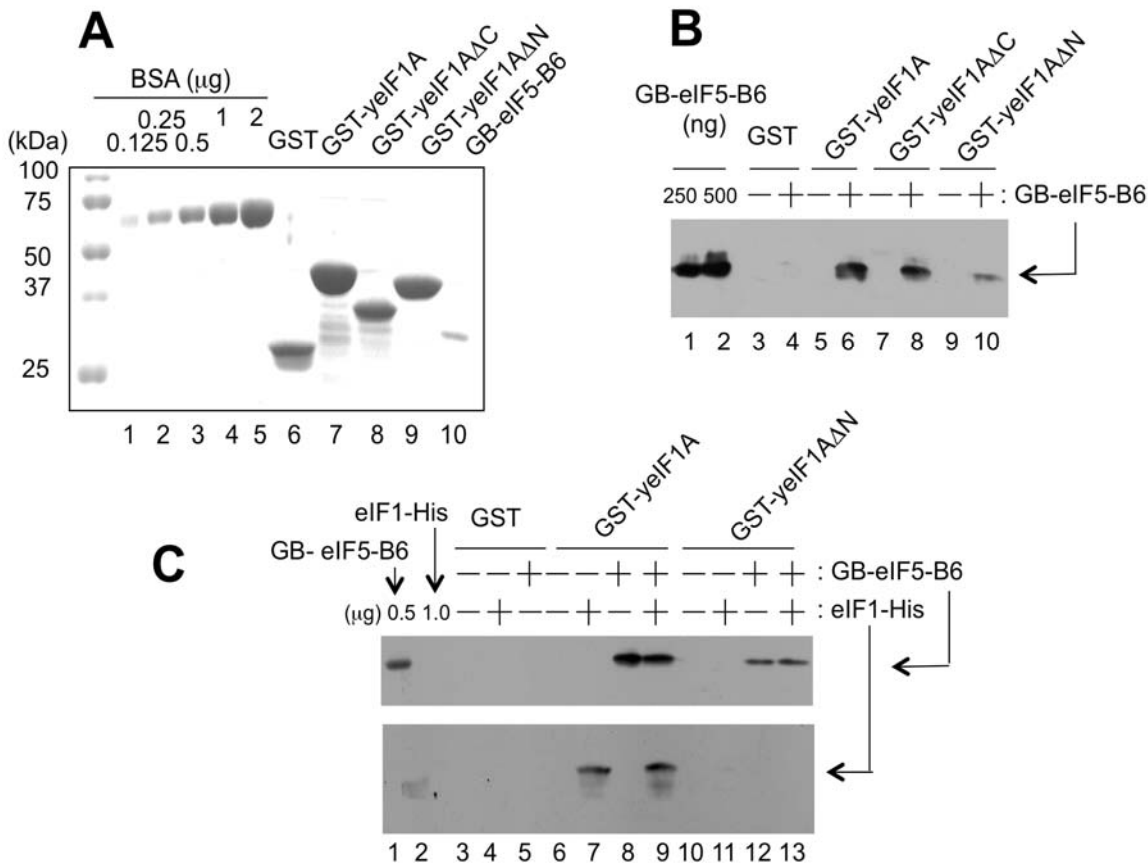 A
BSA (μg)
(kDa)
0.125
0.25
0.5
1
2
GST
GST-yeIF1A
GST-yeIF1AΔC
GST-yeIF1AΔN
GB-eIF5-B6
100
75
50
37
25
1 2 3 4 5 6 7 8 9 10
B
GB-eIF5-B6
(ng)
GST
GST-yeIF1A
GST-yeIF1AΔC
GST-yeIF1AΔN
250 500 — + — + — + — + : GB-eIF5-B6
1 2 3 4 5 6 7 8 9 10
C
eIF1-His
GB- eIF5-B6
GST
GST-yeIF1A
GST-yeIF1AΔN
— — + — — + + — — + + : GB-eIF5-B6
(μg) 0.5 1.0 — + — — + — + — + — + : eIF1-His
1 2 3 4 5 6 7 8 9 10 11 12 13